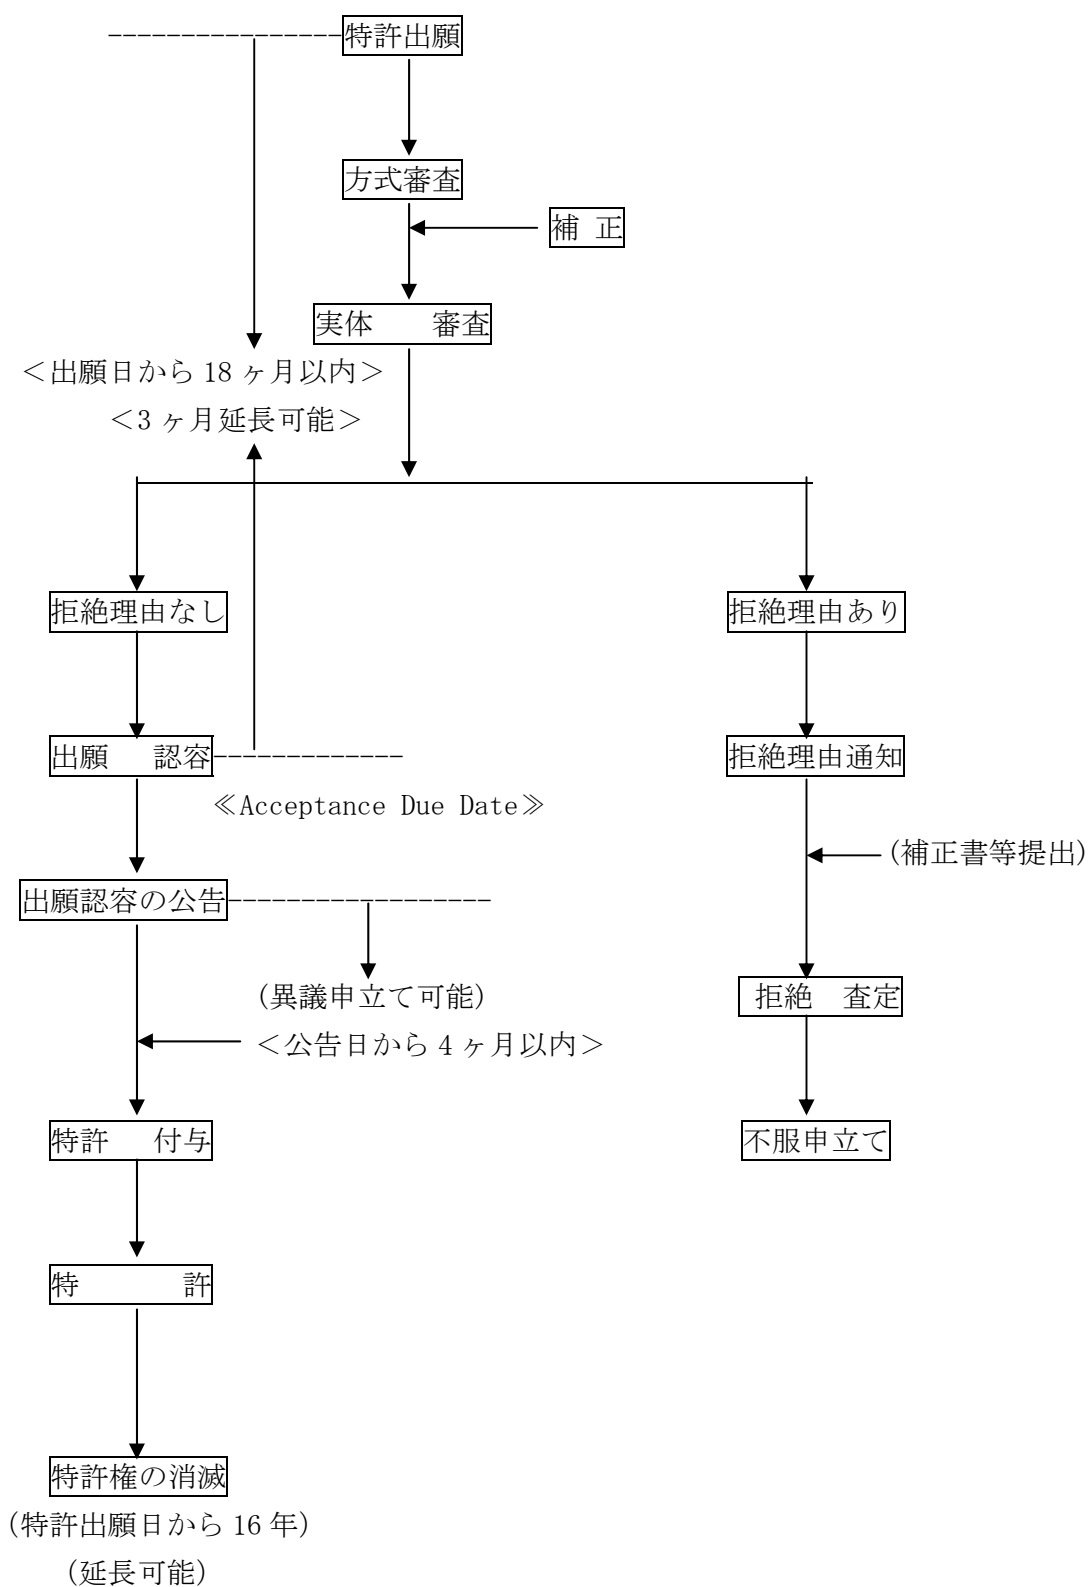 特許出願
方式審査
補 正
実体　　審査
＜出願日から 18 ヶ月以内＞
＜3 ヶ月延長可能＞
拒絶理由なし
拒絶理由あり
出願　 認容
拒絶理由通知
≪Acceptance Due Date≫
(補正書等提出)
出願認容の公告
(異議申立て可能)
拒絶　査定
＜公告日から 4 ヶ月以内＞
特許　 付与
不服申立て
特　　　 許
特許権の消滅
(特許出願日から 16 年)
(延長可能)